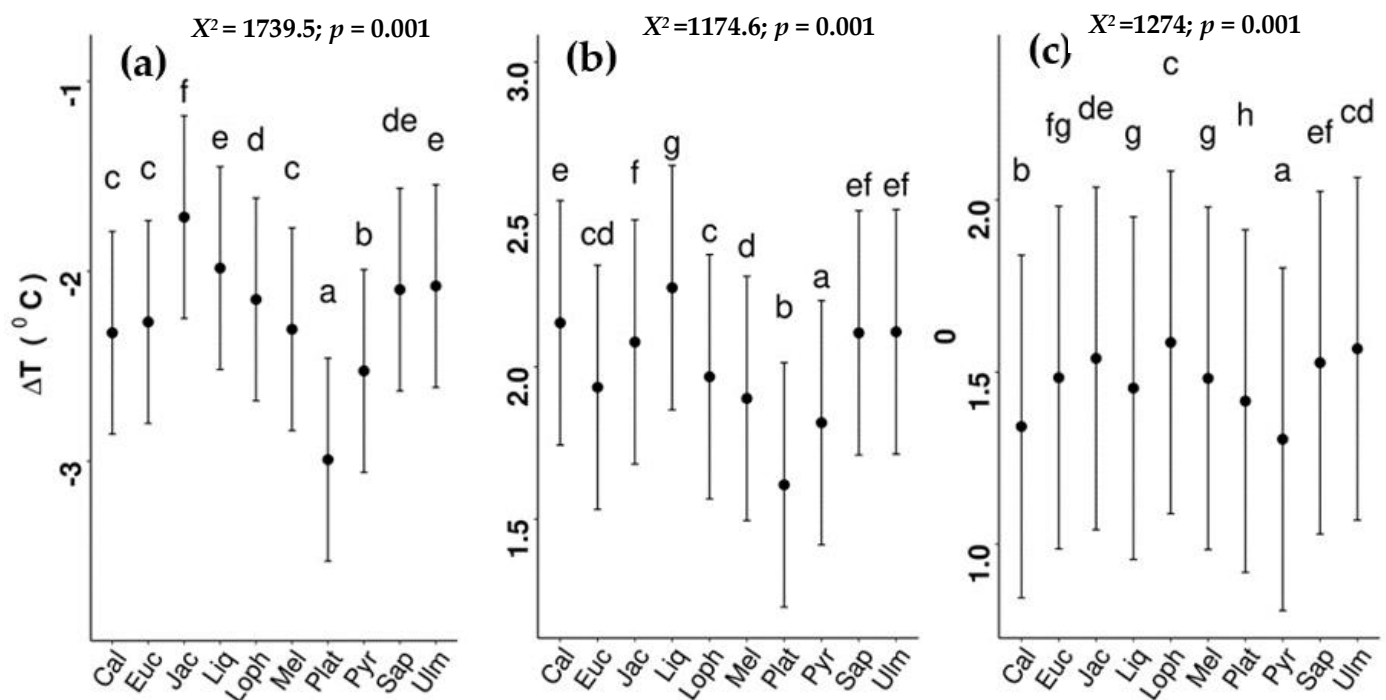 X² = 1739.5; p = 0.001
X² =1174.6; p = 0.001
X² =1274; p = 0.001
(a)
ΔT ( ⁰ C)
-1
-2
-3
c c f e d c a b de e
Cal Euc Jac Liq Loph Mel Plat Pyr Sap Ulm
(b)
3.0
2.5
2.0
1.5
e cd f g c d b a ef ef
Cal Euc Jac Liq Loph Mel Plat Pyr Sap Ulm
(c)
0
2.0
1.5
1.0
b fg de g c g h a ef cd
Cal Euc Jac Liq Loph Mel Plat Pyr Sap Ulm